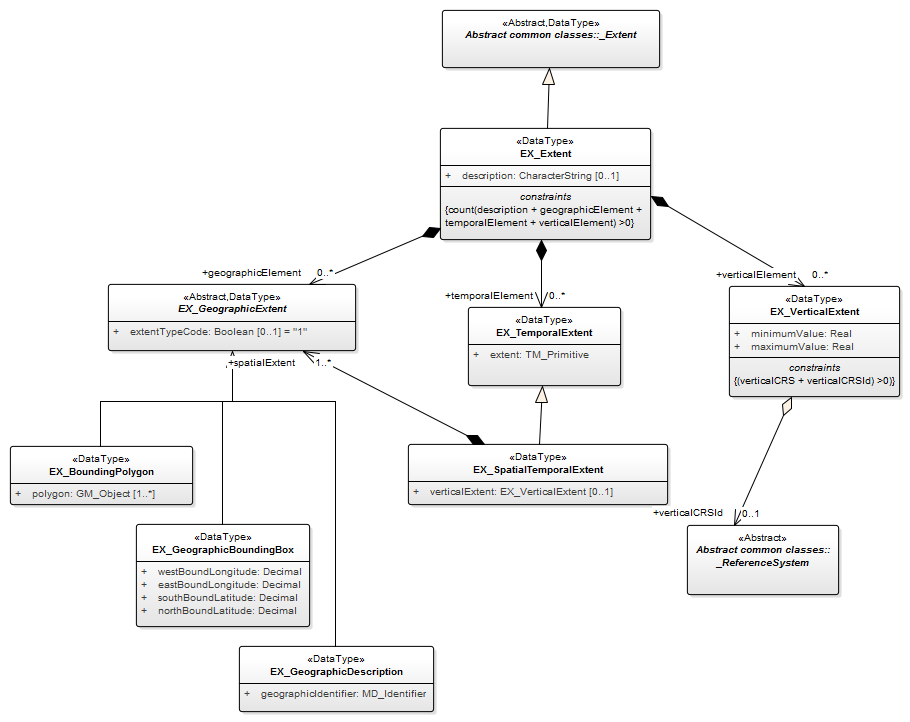 «Abstract,DataType»
Abstract common classes::_Extent
«DataType»
EX_Extent
+ description: CharacterString [0..1]
constraints
{count(description + geographicElement +
temporalElement + verticalElement) >0}
+geographicElement 0..*
+temporalElement 0..*
+verticalElement 0..*
«Abstract,DataType»
EX_GeographicExtent
+ extentTypeCode: Boolean [0..1] = "1"
«DataType»
EX_TemporalExtent
+ extent: TM_Primitive
«DataType»
EX_VerticalExtent
+ minimumValue: Real
+ maximumValue: Real
constraints
{(verticalCRS + verticalCRSId) >0)}
+spatialExtent 1..*
«DataType»
EX_BoundingPolygon
+ polygon: GM_Object [1..*]
«DataType»
EX_SpatialTemporalExtent
+ verticalExtent: EX_VerticalExtent [0..1]
+verticalCRSId 0..1
«Abstract»
Abstract common classes::
_ReferenceSystem
«DataType»
EX_GeographicBoundingBox
+ westBoundLongitude: Decimal
+ eastBoundLongitude: Decimal
+ southBoundLatitude: Decimal
+ northBoundLatitude: Decimal
«DataType»
EX_GeographicDescription
+ geographicIdentifier: MD_Identifier